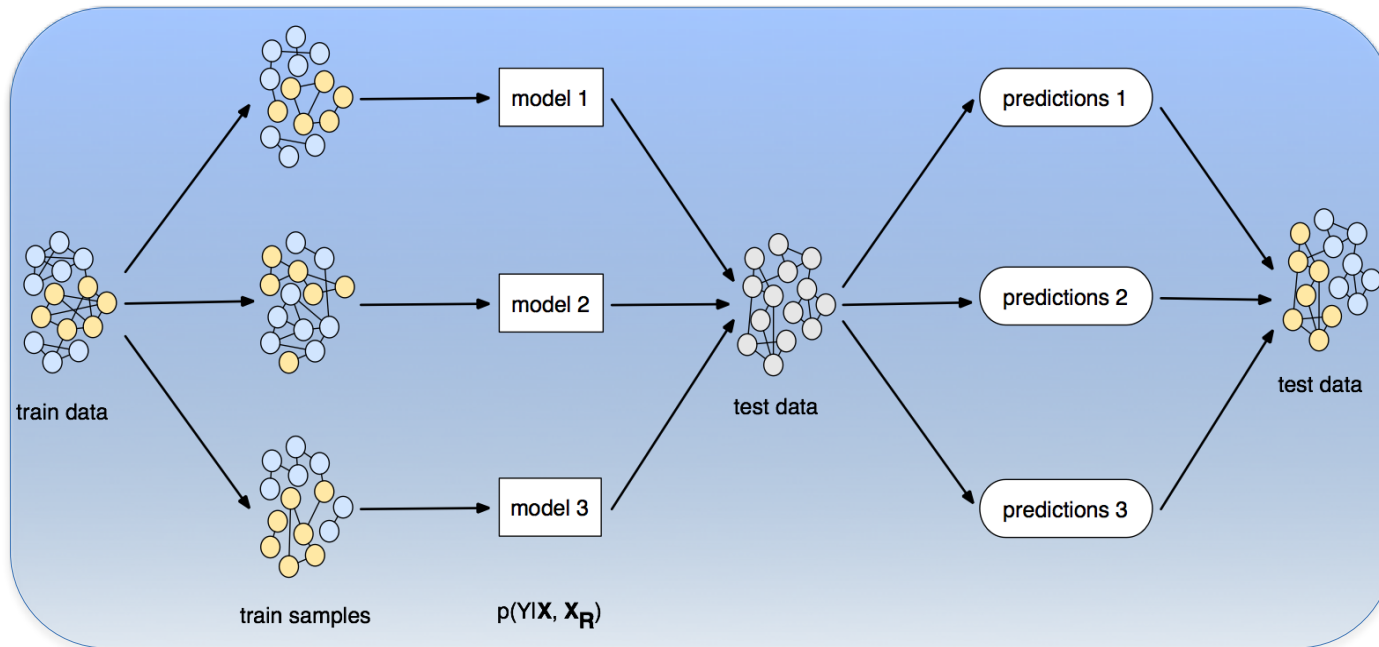 model 1
predictions 1
model 2
predictions 2
train data
test data
test data
model 3
predictions 3
train samples
p(Y|X, X_R)